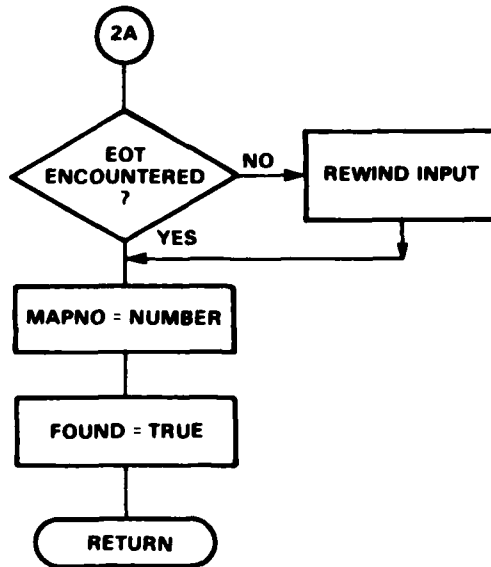 2A
EOT
ENCOUNTERED
?
NO
REWIND INPUT
YES
MAPNO = NUMBER
FOUND = TRUE
RETURN